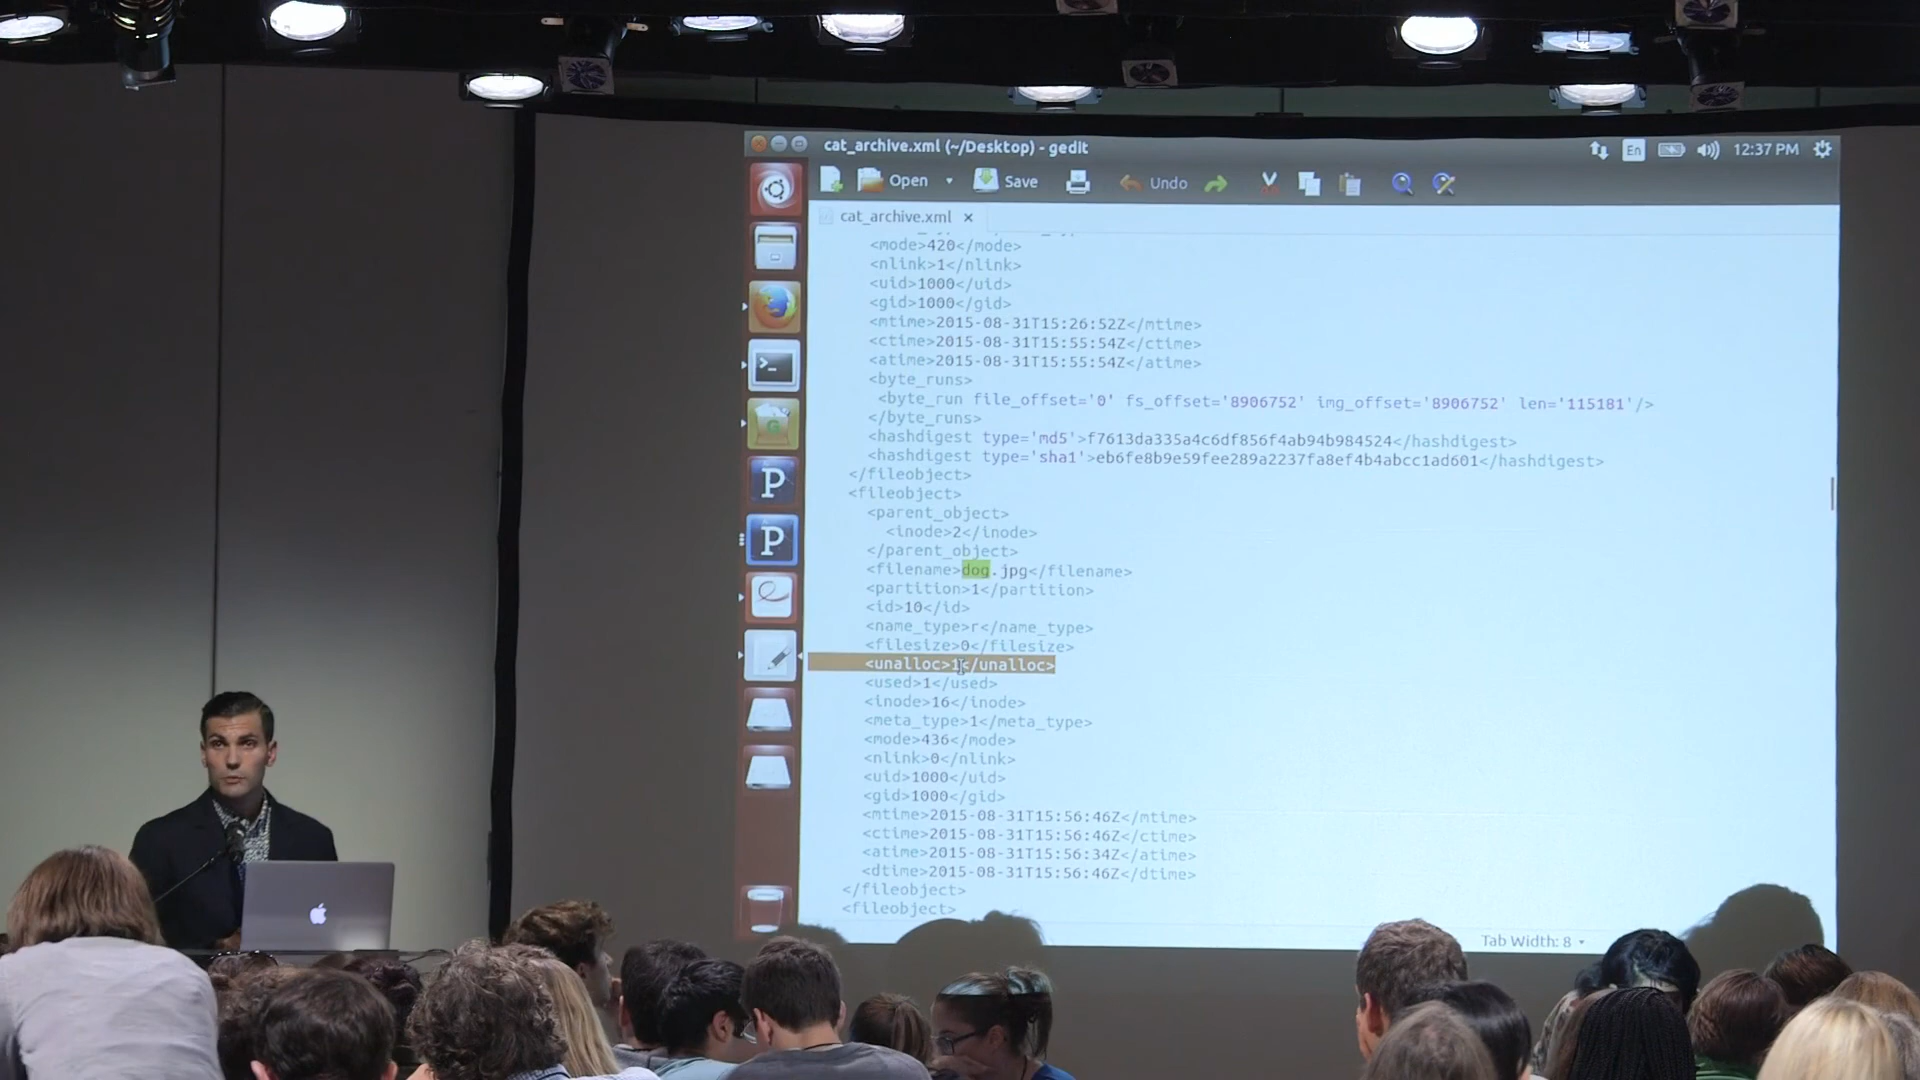 cat_archive.xml (~/Desktop) - gedit
En
12:37 PM
Open
Save
Undo
cat_archive.xml ×
<mode>420</mode>
<nlink>1</nlink>
<uid>1000</uid>
<gid>1000</gid>
<mtime>2015-08-31T15:26:52Z</mtime>
<ctime>2015-08-31T15:55:54Z</ctime>
<atime>2015-08-31T15:55:54Z</atime>
<byte_runs>
<byte_run file_offset='0' fs_offset='8906752' img_offset='8906752' len='115181'/>
</byte_runs>
<hashdigest type='md5'>f7613da335a4c6df856f4ab94b984524</hashdigest>
<hashdigest type='sha1'>eb6fe8b9e59fee289a2237fa8ef4b4abcc1ad601</hashdigest>
</fileobject>
<fileobject>
<parent_object>
<inode>2</inode>
</parent_object>
<filename>dog.jpg</filename>
<partition>1</partition>
<id>10</id>
<name_type>r</name_type>
<filesize>0</filesize>
<unalloc>1</unalloc>
<used>1</used>
<inode>16</inode>
<meta_type>1</meta_type>
<mode>436</mode>
<nlink>0</nlink>
<uid>1000</uid>
<gid>1000</gid>
<mtime>2015-08-31T15:56:46Z</mtime>
<ctime>2015-08-31T15:56:46Z</ctime>
<atime>2015-08-31T15:56:34Z</atime>
<dtime>2015-08-31T15:56:46Z</dtime>
</fileobject>
<fileobject>
Tab Width: 8
P
P